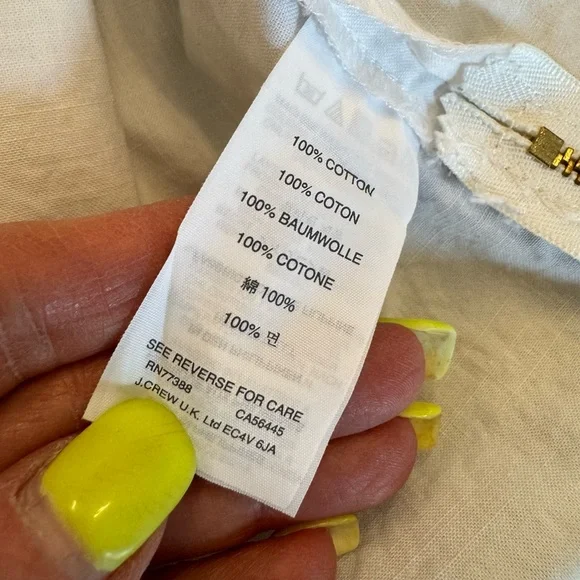 100% COTTON
100% COTON
100% BAUMWOLLE
100% COTONE
綿 100%
100% 면
SEE REVERSE FOR CARE
RN77388 CA56445
J.CREW U.K. Ltd EC4V 6JA